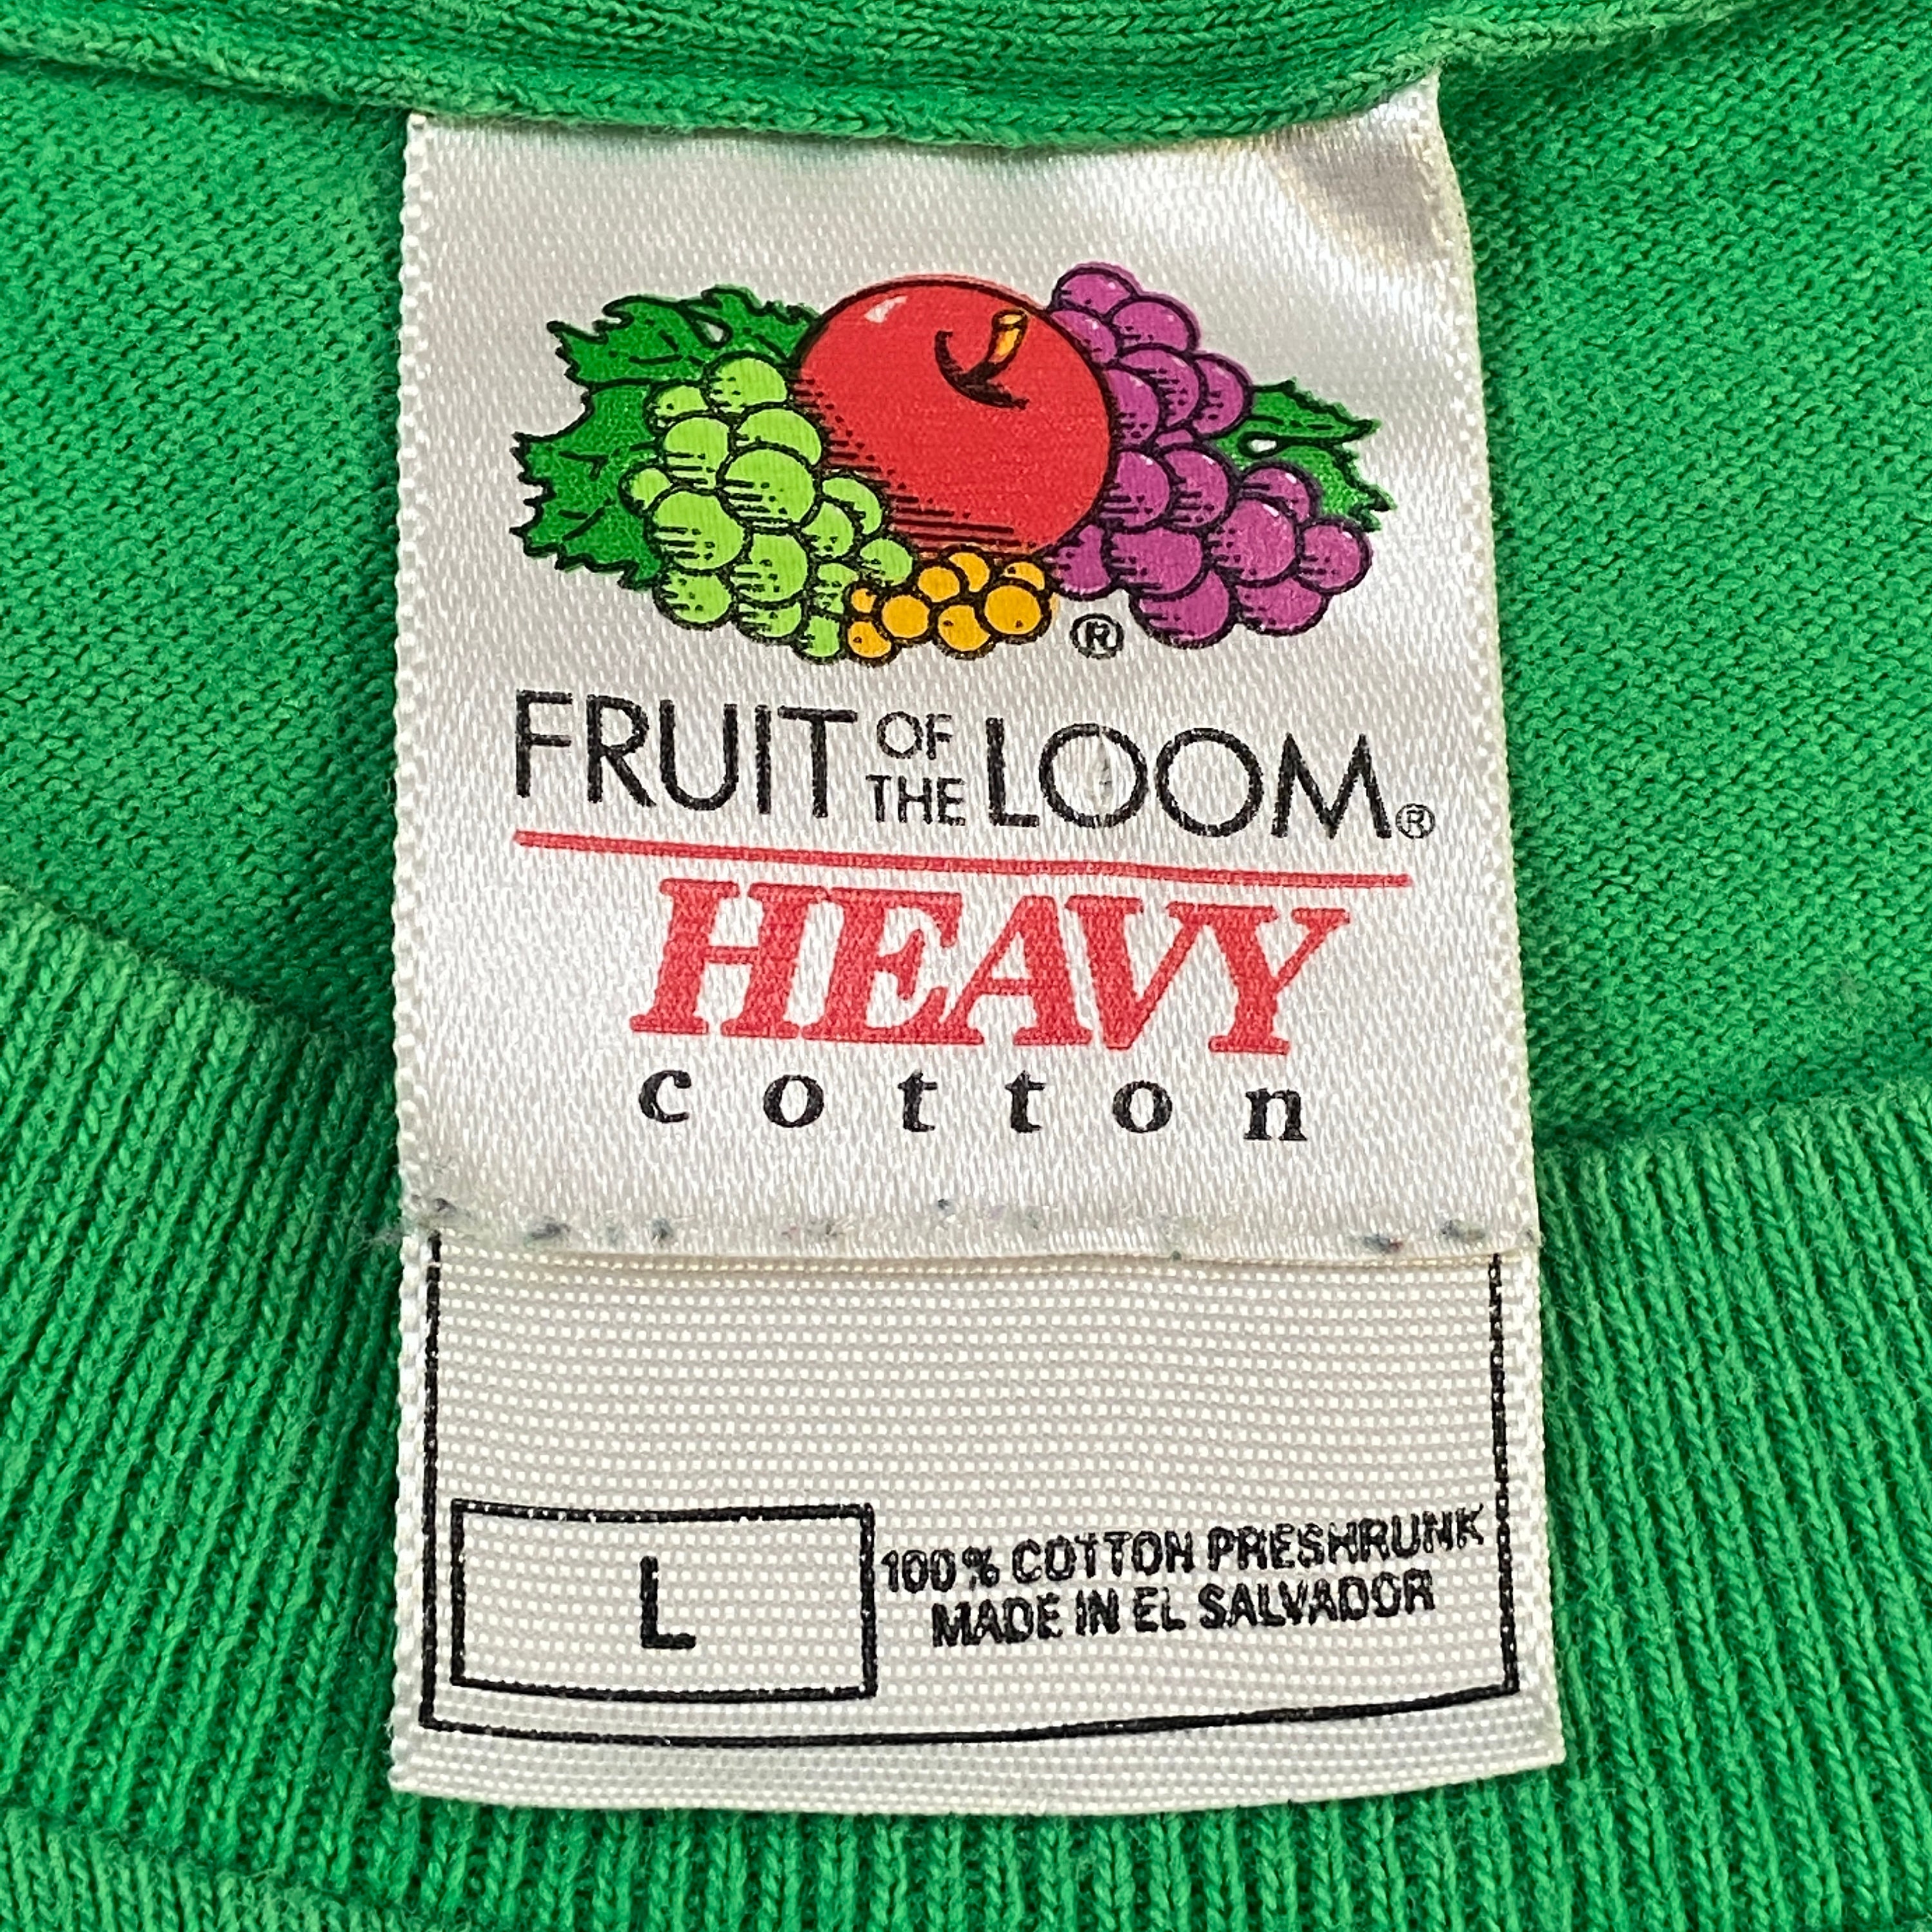 ®
FRUIT OF THE LOOM®
HEAVY
cotton
L
100% COTTON PRESHRUNK
MADE IN EL SALVADOR